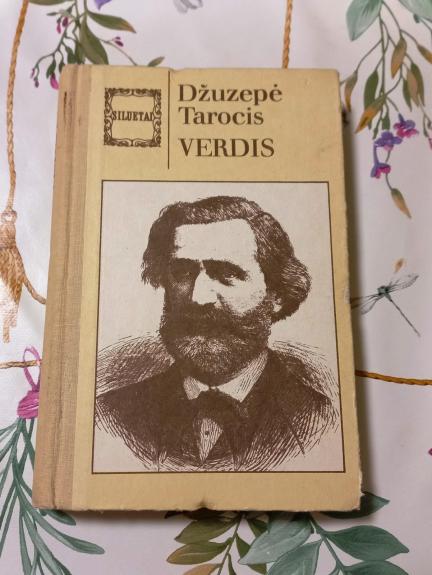 SILUETAI
Džuzepė
Tarocis
VERDIS